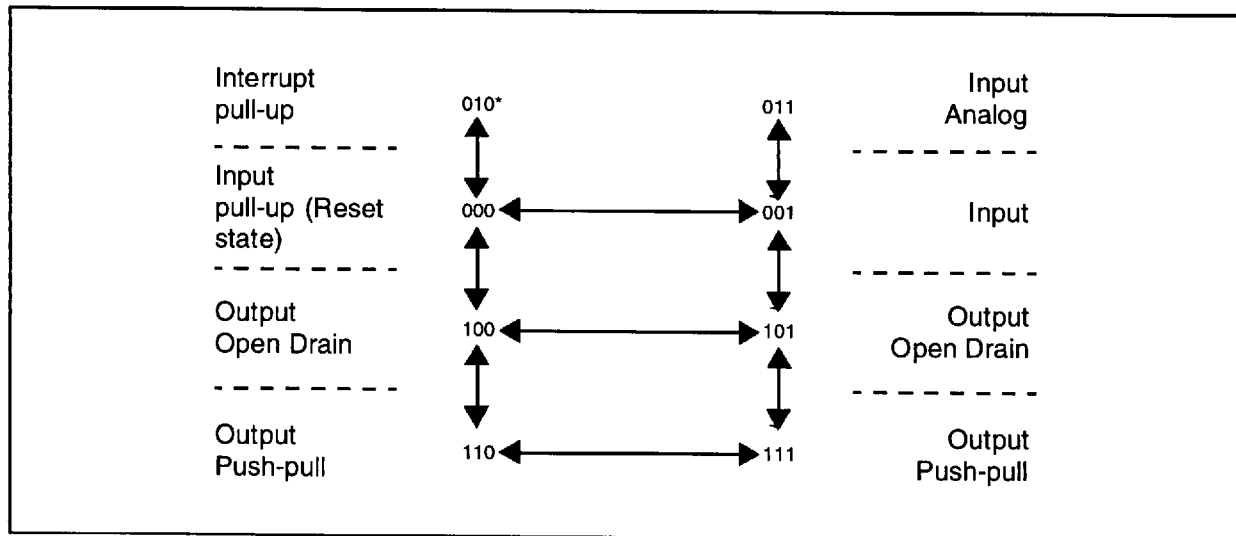 Interrupt
pull-up
010*
011
Input
Analog
Input
pull-up (Reset
state)
000
001
Input
Output
Open Drain
100
101
Output
Open Drain
Output
Push-pull
110
111
Output
Push-pull